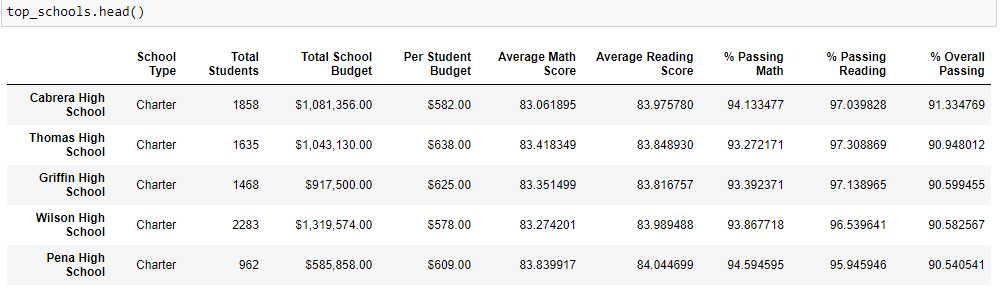 top_schools.head()
School Type Total Students Total School Budget Per Student Budget Average Math Score Average Reading Score % Passing Math % Passing Reading % Overall Passing
Cabrera High School Charter 1858 $1,081,356.00 $582.00 83.061895 83.975780 94.133477 97.039828 91.334769
Thomas High School Charter 1635 $1,043,130.00 $638.00 83.418349 83.848930 93.272171 97.308869 90.948012
Griffin High School Charter 1468 $917,500.00 $625.00 83.351499 83.816757 93.392371 97.138965 90.599455
Wilson High School Charter 2283 $1,319,574.00 $578.00 83.274201 83.989488 93.867718 96.539641 90.582567
Pena High School Charter 962 $585,858.00 $609.00 83.839917 84.044699 94.594595 95.945946 90.540541